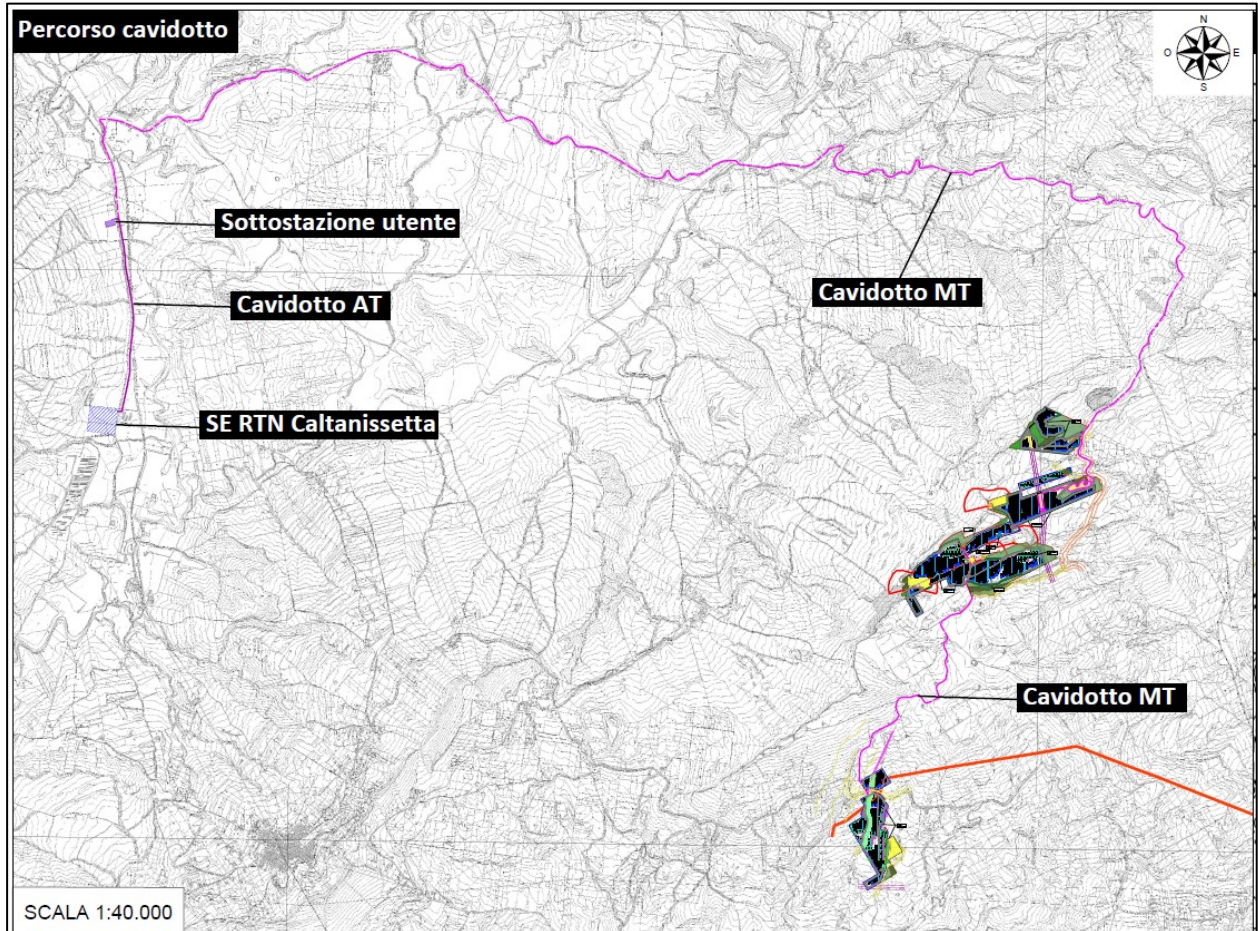 Percorso cavidotto
N
O
E
S
Sottostazione utente
Cavidotto AT
Cavidotto MT
SE RTN Caltanissetta
Cavidotto MT
SCALA 1:40.000